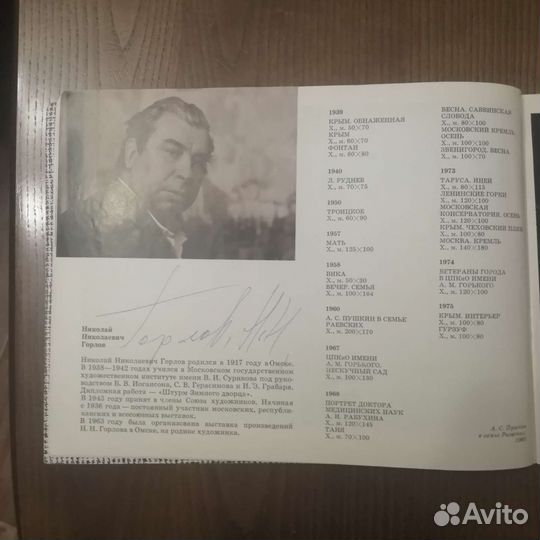 Горлов Н.Н.
Николай
Николаевич
Горлов
Николай Николаевич Горлов родился в 1917 году в Омске.
В 1938—1942 годах учился в Московском государственном
художественном институте имени В. И. Сурикова под руко-
водством Б. В. Иогансона, С. В. Герасимова и И. Э. Грабаря.
Дипломная работа — «Штурм Зимнего дворца».
В 1943 году принят в члены Союза художников. Начиная
с 1936 года — постоянный участник московских, республи-
канских и всесоюзных выставок.
В 1963 году была организована выставка произведений
Н. Н. Горлова в Омске, на родине художника.
1939
КРЫМ. ОБНАЖЕННАЯ
Х., м. 50×70
КРЫМ
Х., м. 60×70
ФОНТАН
Х., м. 60×80
1940
Л. РУДНЕВ
Х., м. 70×75
1950
ТРОИЦКОЕ
Х., м. 60×90
1957
МАТЬ
Х., м. 125×100
1958
ВИКА
Х., м. 50×20
ВЕЧЕР. СЕМЬЯ
Х., м. 100×164
1960
А. С. ПУШКИН В СЕМЬЕ
РАЕВСКИХ
Х., м. 200×170
1967
ЦПКиО ИМЕНИ
А. М. ГОРЬКОГО.
НЕСКУЧНЫЙ САД
Х., м. 100×150
1968
ПОРТРЕТ ДОКТОРА
МЕДИЦИНСКИХ НАУК
А. И. РАБУХИНА
Х., м. 120×145
ТАНЯ
Х., м. 70×100
ВЕСНА. САВВИНСКАЯ
СЛОБОДА
Х., м. 80×100
МОСКОВСКИЙ КРЕМЛЬ.
ОСЕНЬ
Х., м. 100×100
ЗВЕНИГОРОД. ВЕСНА
Х., м. 100×70
1973
ТАРУСА. ИНЕЙ
Х., м. 80×115
ЛЕНИНСКИЕ ГОРКИ
Х., м. 120×100
МОСКОВСКАЯ
КОНСЕРВАТОРИЯ. ОСЕНЬ
Х., м. 120×100
КРЫМ. ЧЕХОВСКИЙ ПЛЯЖ
Х., м. 100×80
МОСКВА. КРЕМЛЬ
Х., м. 140×180
1974
ВЕТЕРАНЫ ГОРОДА
В ЦПКиО ИМЕНИ
А. М. ГОРЬКОГО
Х., м. 120×100
1975
КРЫМ. ИНТЕРЬЕР
Х., м. 100×80
ГУРЗУФ
Х., м. 100×80
А. С. Пушкин
в семье Раевских.
1960
Avito